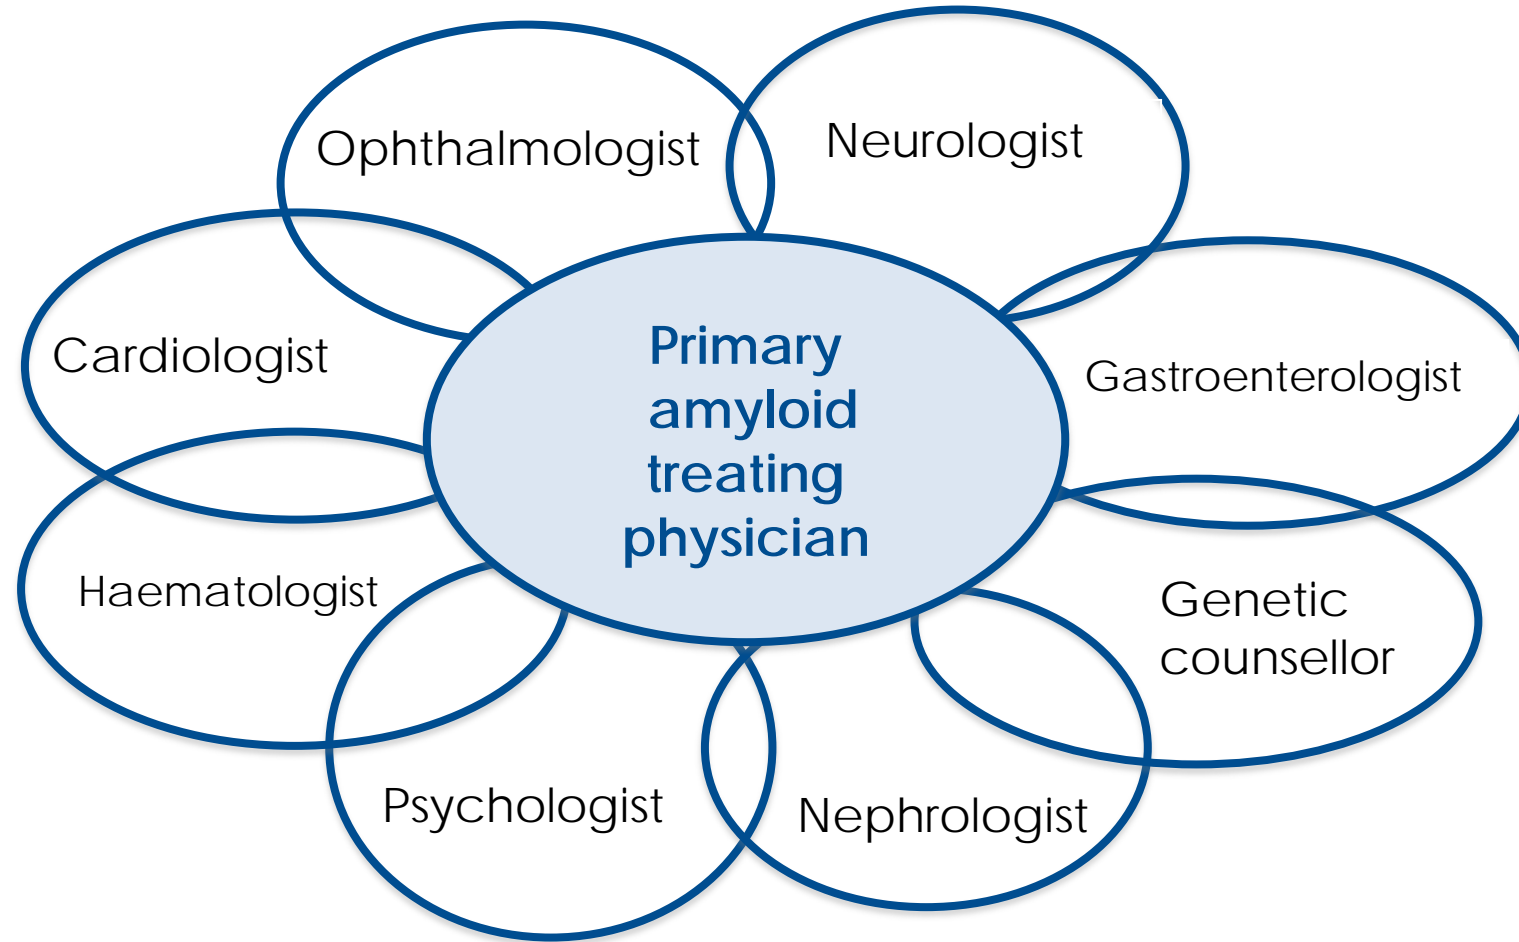 Ophthalmologist
Neurologist
Cardiologist
Primary
amyloid
treating
physician
Gastroenterologist
Haematologist
Genetic
counsellor
Psychologist
Nephrologist